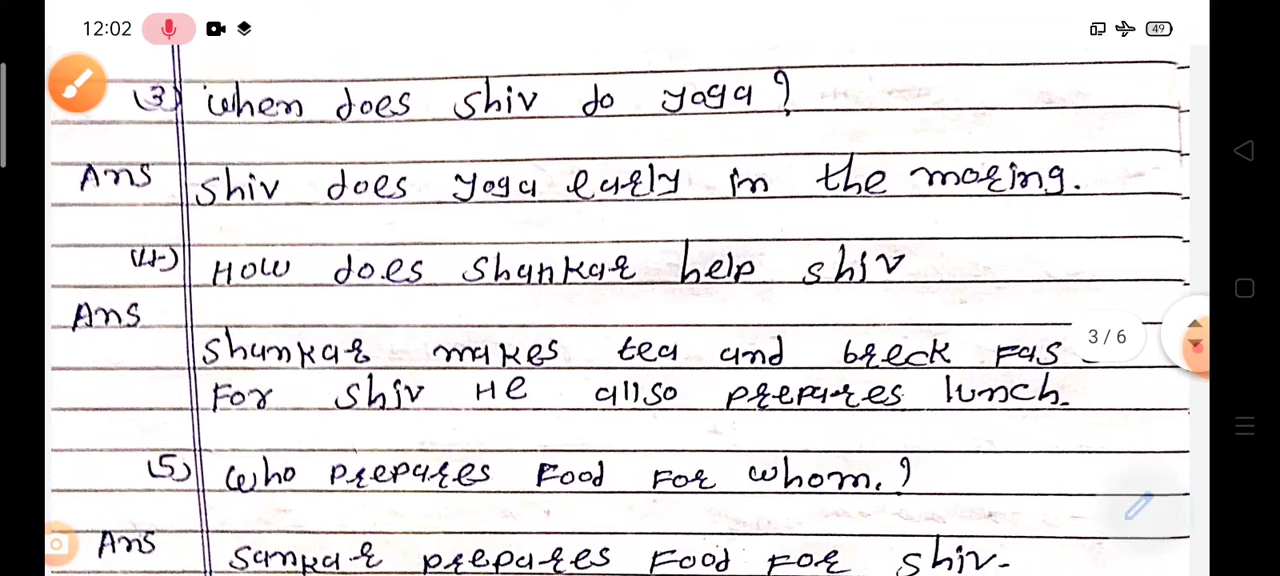 12:02
49
(3) When does Shiv do yoga?
Ans Shiv does yoga early in the moring.
(4) How does Shankar help Shiv
Ans
Shankar makes tea and breck Fas
3/6
For Shiv He allso prepares lunch.
(5) Who prepares Food For whom.?
Ans Sankar prepares Food For Shiv.